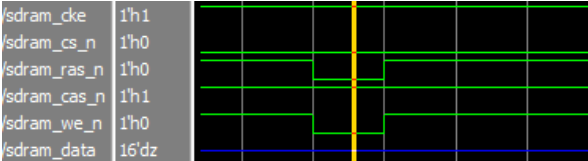 /sdram_cke 1'h1
/sdram_cs_n 1'h0
/sdram_ras_n 1'h0
/sdram_cas_n 1'h1
/sdram_we_n 1'h0
/sdram_data 16'dz